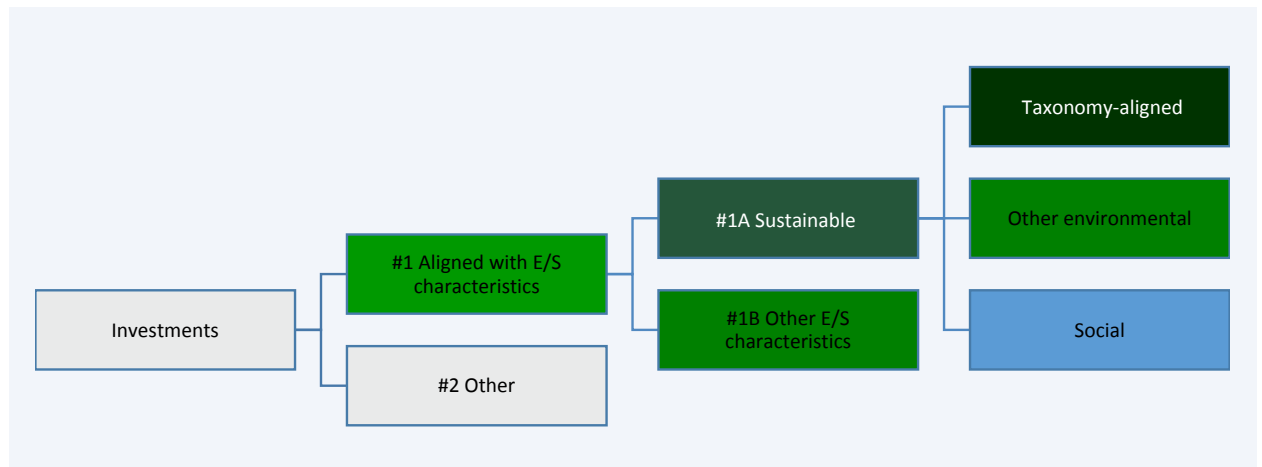 Investments
#1 Aligned with E/S
characteristics
#2 Other
#1A Sustainable
#1B Other E/S
characteristics
Taxonomy-aligned
Other environmental
Social